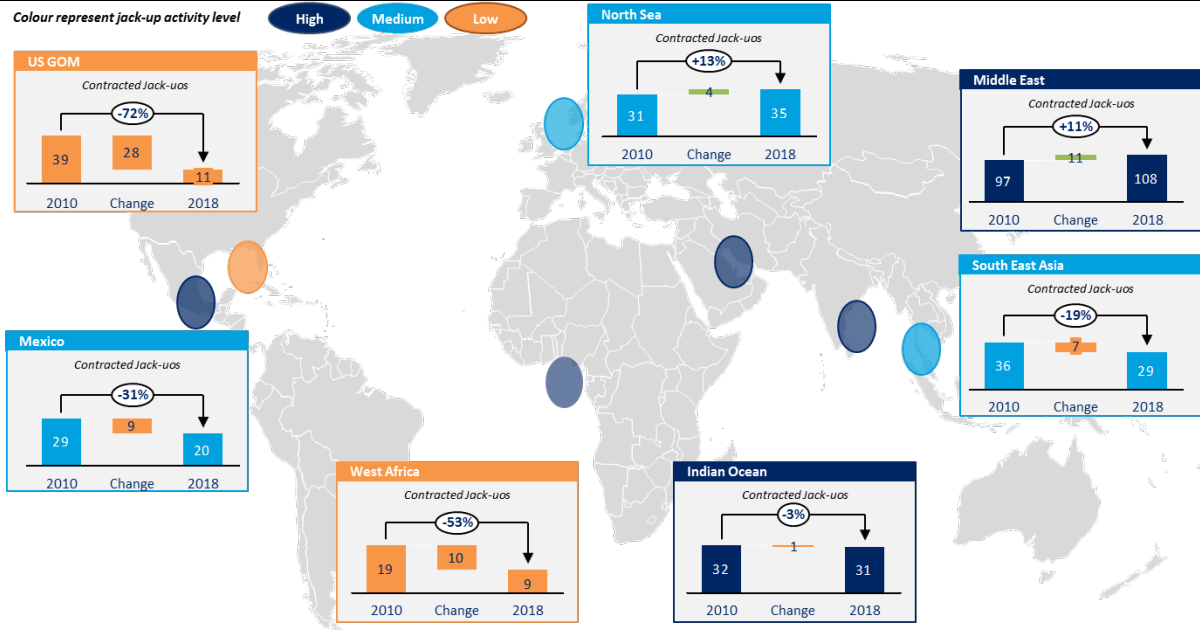 Colour represent jack-up activity level
High
Medium
Low
US GOM
Contracted Jack-uos
-72%
39
28
11
2010 Change 2018
North Sea
Contracted Jack-uos
+13%
31
4
35
2010 Change 2018
Middle East
Contracted Jack-uos
+11%
97
11
108
2010 Change 2018
South East Asia
Contracted Jack-uos
-19%
36
7
29
2010 Change 2018
Mexico
Contracted Jack-uos
-31%
29
9
20
2010 Change 2018
West Africa
Contracted Jack-uos
-53%
19
10
9
2010 Change 2018
Indian Ocean
Contracted Jack-uos
-3%
32
1
31
2010 Change 2018